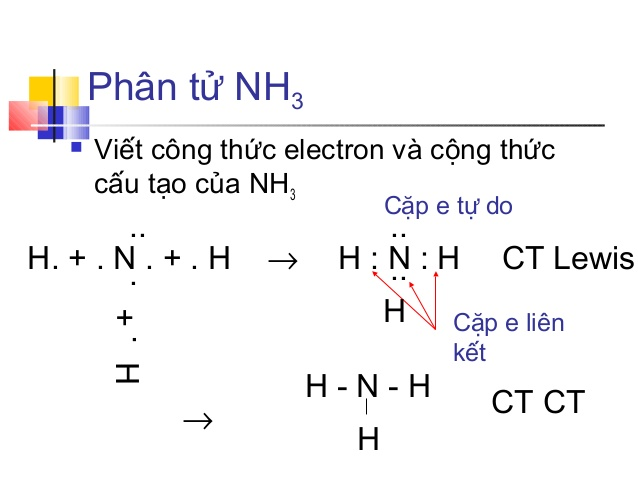 Phân tử NH3
Viết công thức electron và cộng thức
cấu tạo của NH3
Cặp e tự do
..
..
H. + . N . + . H → H : N : H CT Lewis
.
..
+
H
.
Cặp e liên
kết
H
H - N - H
|
CT CT
→
H